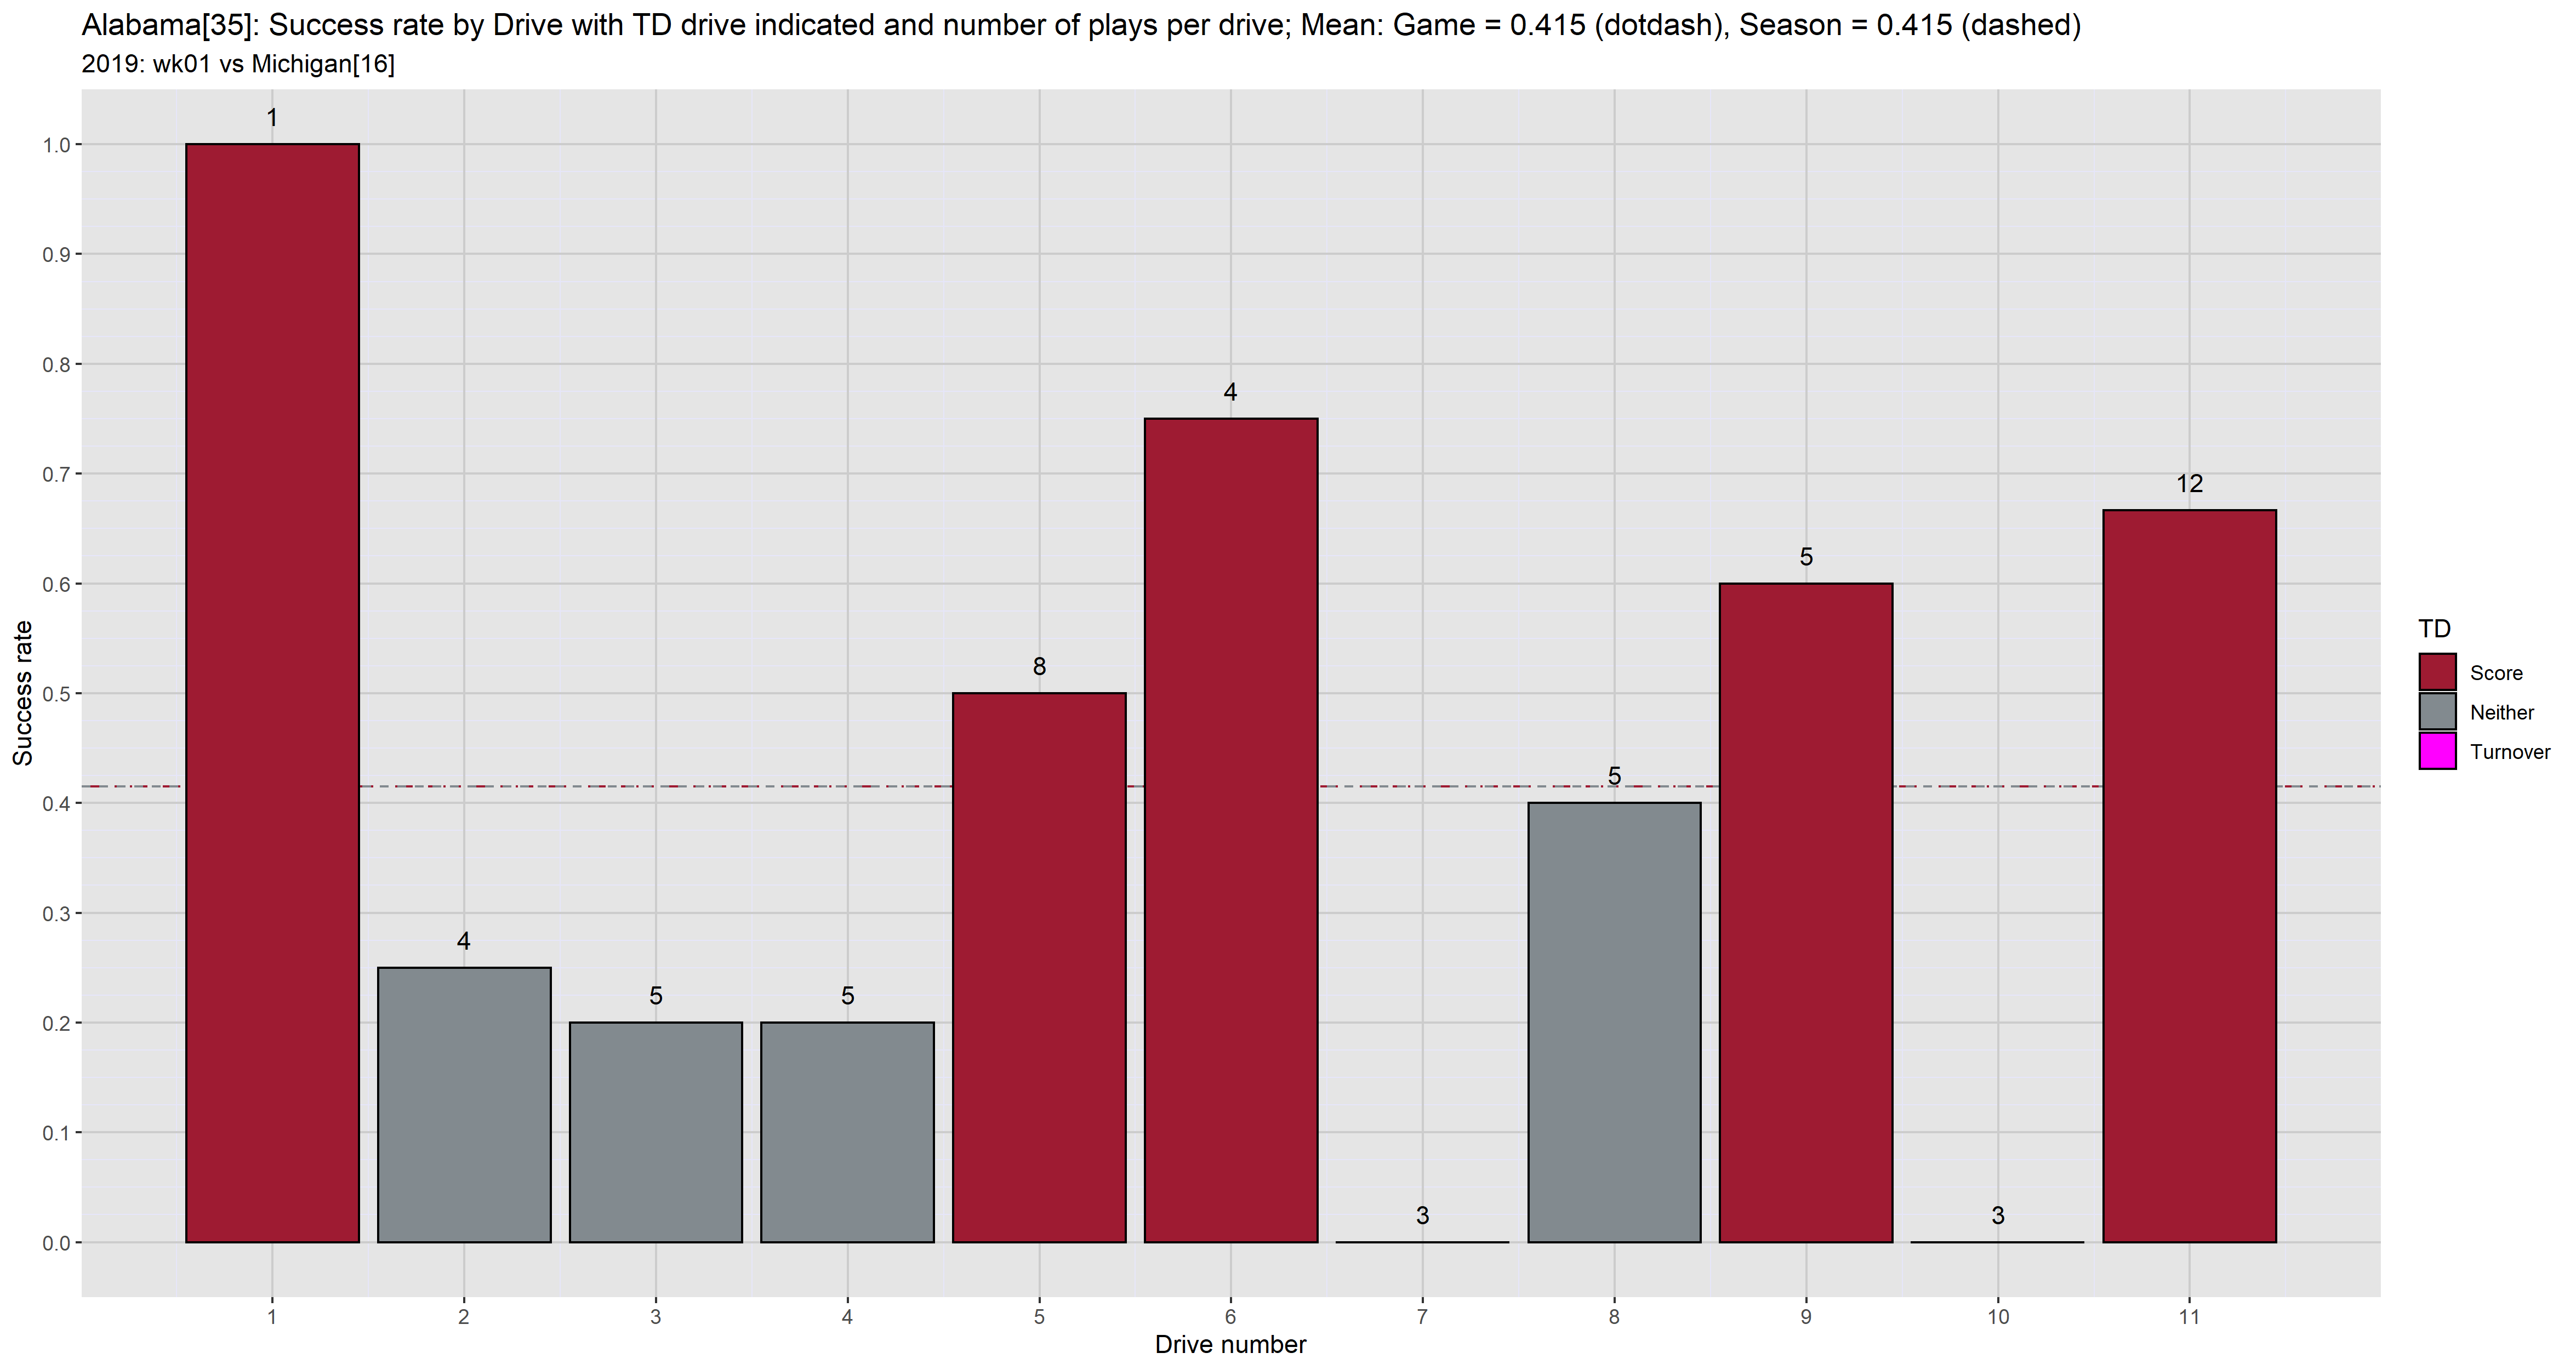 Alabama[35]: Success rate by Drive with TD drive indicated and number of plays per drive; Mean: Game = 0.415 (dotdash), Season = 0.415 (dashed)
2019: wk01 vs Michigan[16]
1
1.0
0.9
0.8
4
0.7
12
5
0.6
8
TD
Score
Neither
Turnover
0.5
5
0.4
0.3
4
5
5
0.2
0.1
3
3
0.0
Success rate
1 2 3 4 5 6 7 8 9 10 11
Drive number